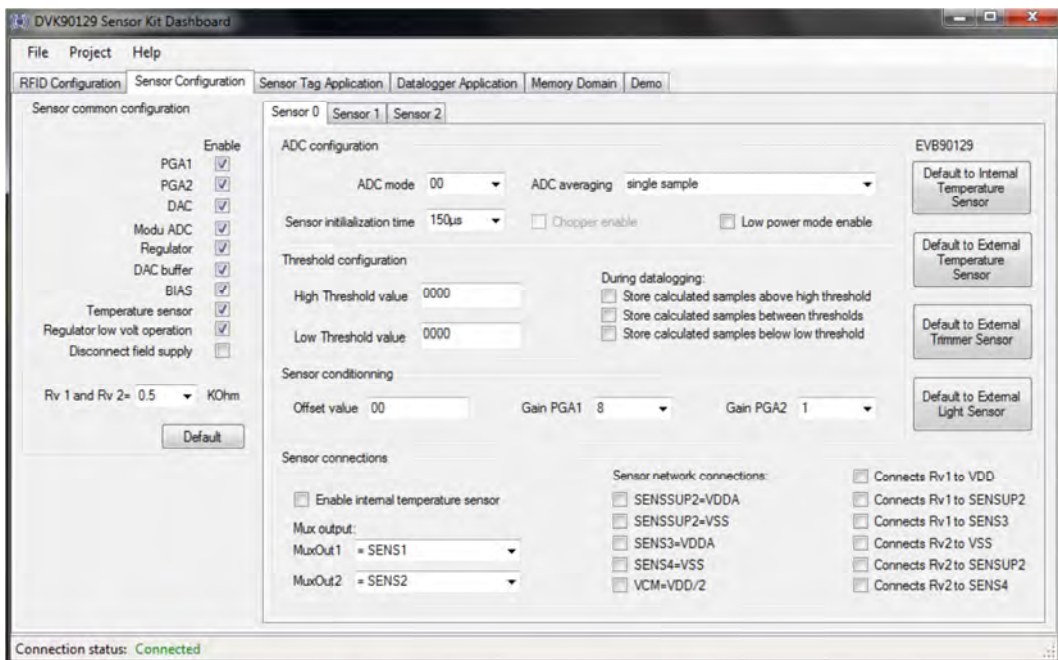 DVK90129 Sensor Kit Dashboard
File Project Help
RFID Configuration Sensor Configuration Sensor Tag Application Datalogger Application Memory Domain Demo
Sensor common configuration
Enable
PGA1
PGA2
DAC
Modu ADC
Regulator
DAC buffer
BIAS
Temperature sensor
Regulator low volt operation
Disconnect field supply
Rv 1 and Rv 2= 0.5 KOhm
Default
Sensor 0 Sensor 1 Sensor 2
ADC configuration
ADC mode 00 ADC averaging single sample
Sensor initilialization time 150µs Chopper enable Low power mode enable
Threshold configuration
High Threshold value 0000
Low Threshold value 0000
During datalogging:
Store calculated samples above high threshold
Store calculated samples between thresholds
Store calculated samples below low threshold
Sensor conditionning
Offset value 00 Gain PGA1 8 Gain PGA2 1
Sensor connections
Enable internal temperature sensor
Mux output:
MuxOut1 = SENS1
MuxOut2 = SENS2
Sensor network connections:
SENSSUP2=VDDA
SENSSUP2=VSS
SENS3=VDDA
SENS4=VSS
VCM=VDD/2
Connects Rv1 to VDD
Connects Rv1 to SENSUP2
Connects Rv1 to SENS3
Connects Rv2 to VSS
Connects Rv2 to SENSUP2
Connects Rv2 to SENS4
EVB90129
Default to Internal
Temperature
Sensor
Default to External
Temperature
Sensor
Default to External
Trimmer Sensor
Default to External
Light Sensor
Connection status: Connected